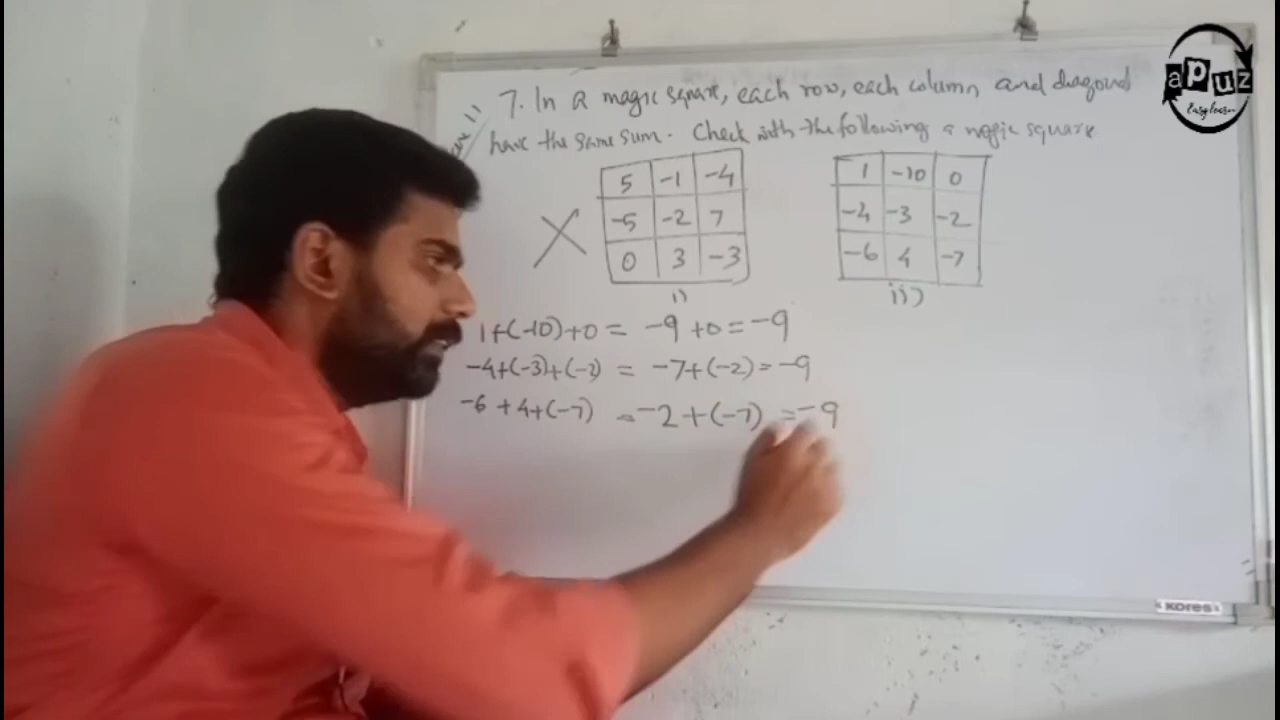 7. In a magic square, each row, each column and diagonal
have the same sum. Check with the following a magic square
5 -1 -4
-5 -2 7
0 3 -3
i)
1 -10 0
-4 -3 -2
-6 4 -7
ii)
1+(-10)+0 = -9+0=-9
-4+(-3)+(-2) = -7+(-2)=-9
-6+4+(-7) =-2+(-7) =-9
apuz
Easy learn
KORES